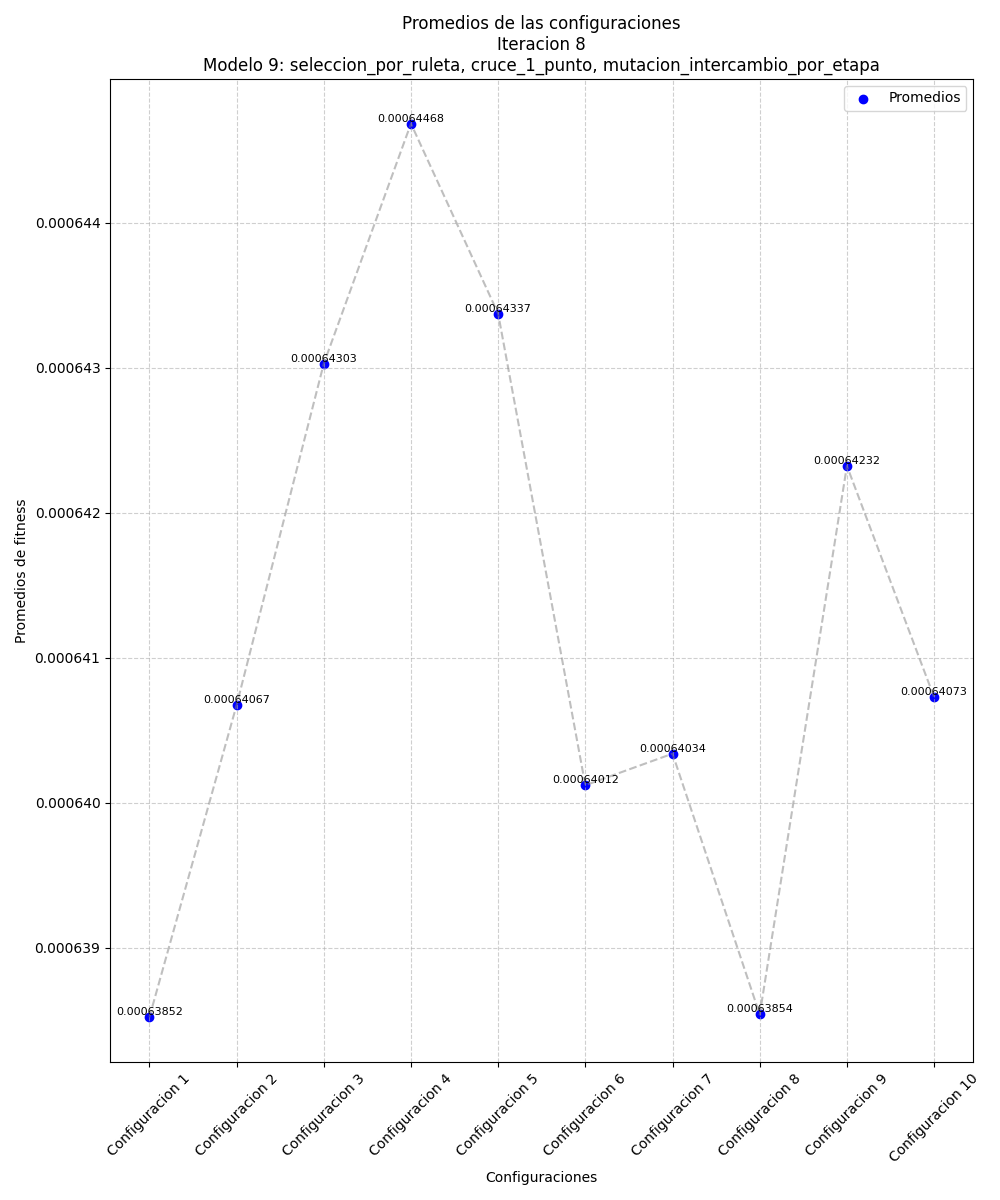 Promedios de las configuraciones
Iteracion 8
Modelo 9: seleccion_por_ruleta, cruce_1_punto, mutacion_intercambio_por_etapa
Promedios
0.00064468
0.000644
0.00064337
0.00064303
0.000643
0.00064232
0.000642
Promedios de fitness
0.000641
0.00064067
0.00064073
0.00064034
0.00064012
0.000640
0.000639
0.00063852
0.00063854
Configuracion 1
Configuracion 2
Configuracion 3
Configuracion 4
Configuracion 5
Configuracion 6
Configuracion 7
Configuracion 8
Configuracion 9
Configuracion 10
Configuraciones